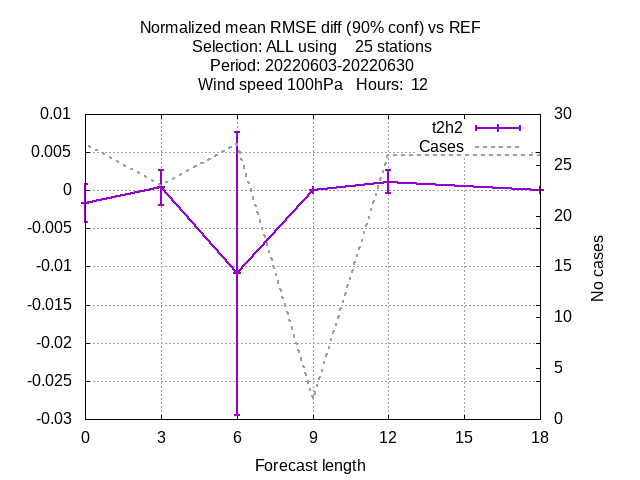 Normalized mean RMSE diff (90% conf) vs REF
Selection: ALL using    25 stations
Period: 20220603-20220630
Wind speed 100hPa   Hours:  12
t2h2
Cases
0.01
0.005
0
-0.005
-0.01
-0.015
-0.02
-0.025
-0.03
30
25
20
15
10
5
0
No cases
0 3 6 9 12 15 18
Forecast length